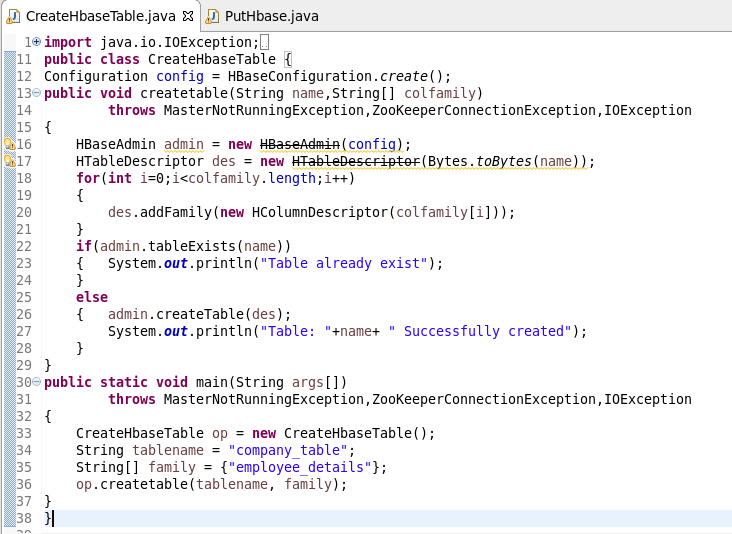 CreateHbaseTable.java PutHbase.java
1 import java.io.IOException;
11 public class CreateHbaseTable {
12 Configuration config = HBaseConfiguration.create();
13 public void createtable(String name,String[] colfamily)
14         throws MasterNotRunningException,ZooKeeperConnectionException,IOException
15 {
16     HBaseAdmin admin = new HBaseAdmin(config);
17     HTableDescriptor des = new HTableDescriptor(Bytes.toBytes(name));
18     for(int i=0;i<colfamily.length;i++)
19     {
20         des.addFamily(new HColumnDescriptor(colfamily[i]));
21     }
22     if(admin.tableExists(name))
23     {   System.out.println("Table already exist");
24     }
25     else
26     {   admin.createTable(des);
27         System.out.println("Table: "+name+ " Successfully created");
28     }
29 }
30 public static void main(String args[])
31         throws MasterNotRunningException,ZooKeeperConnectionException,IOException
32 {
33     CreateHbaseTable op = new CreateHbaseTable();
34     String tablename = "company_table";
35     String[] family = {"employee_details"};
36     op.createtable(tablename, family);
37 }
38 }